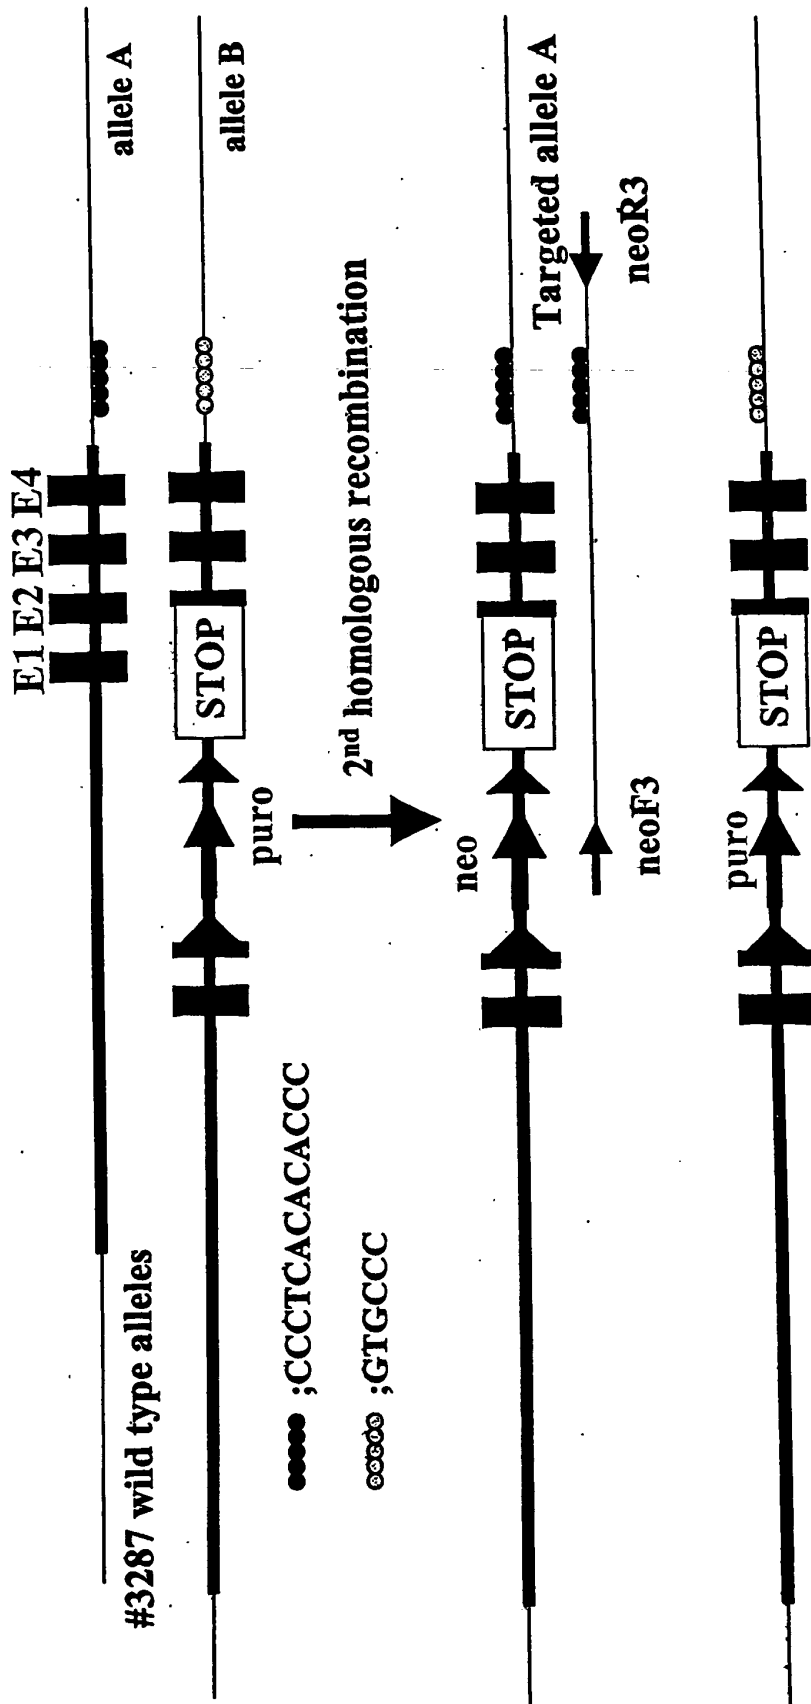 E1 E2 E3 E4
allele A
#3287 wild type alleles
STOP
allele B
puro
●●●●● ;CCCTCACACACCC
2nd homologous recombination
;GTGCCC
neo
STOP
Targeted allele A
neoF3
neoR3
puro
STOP